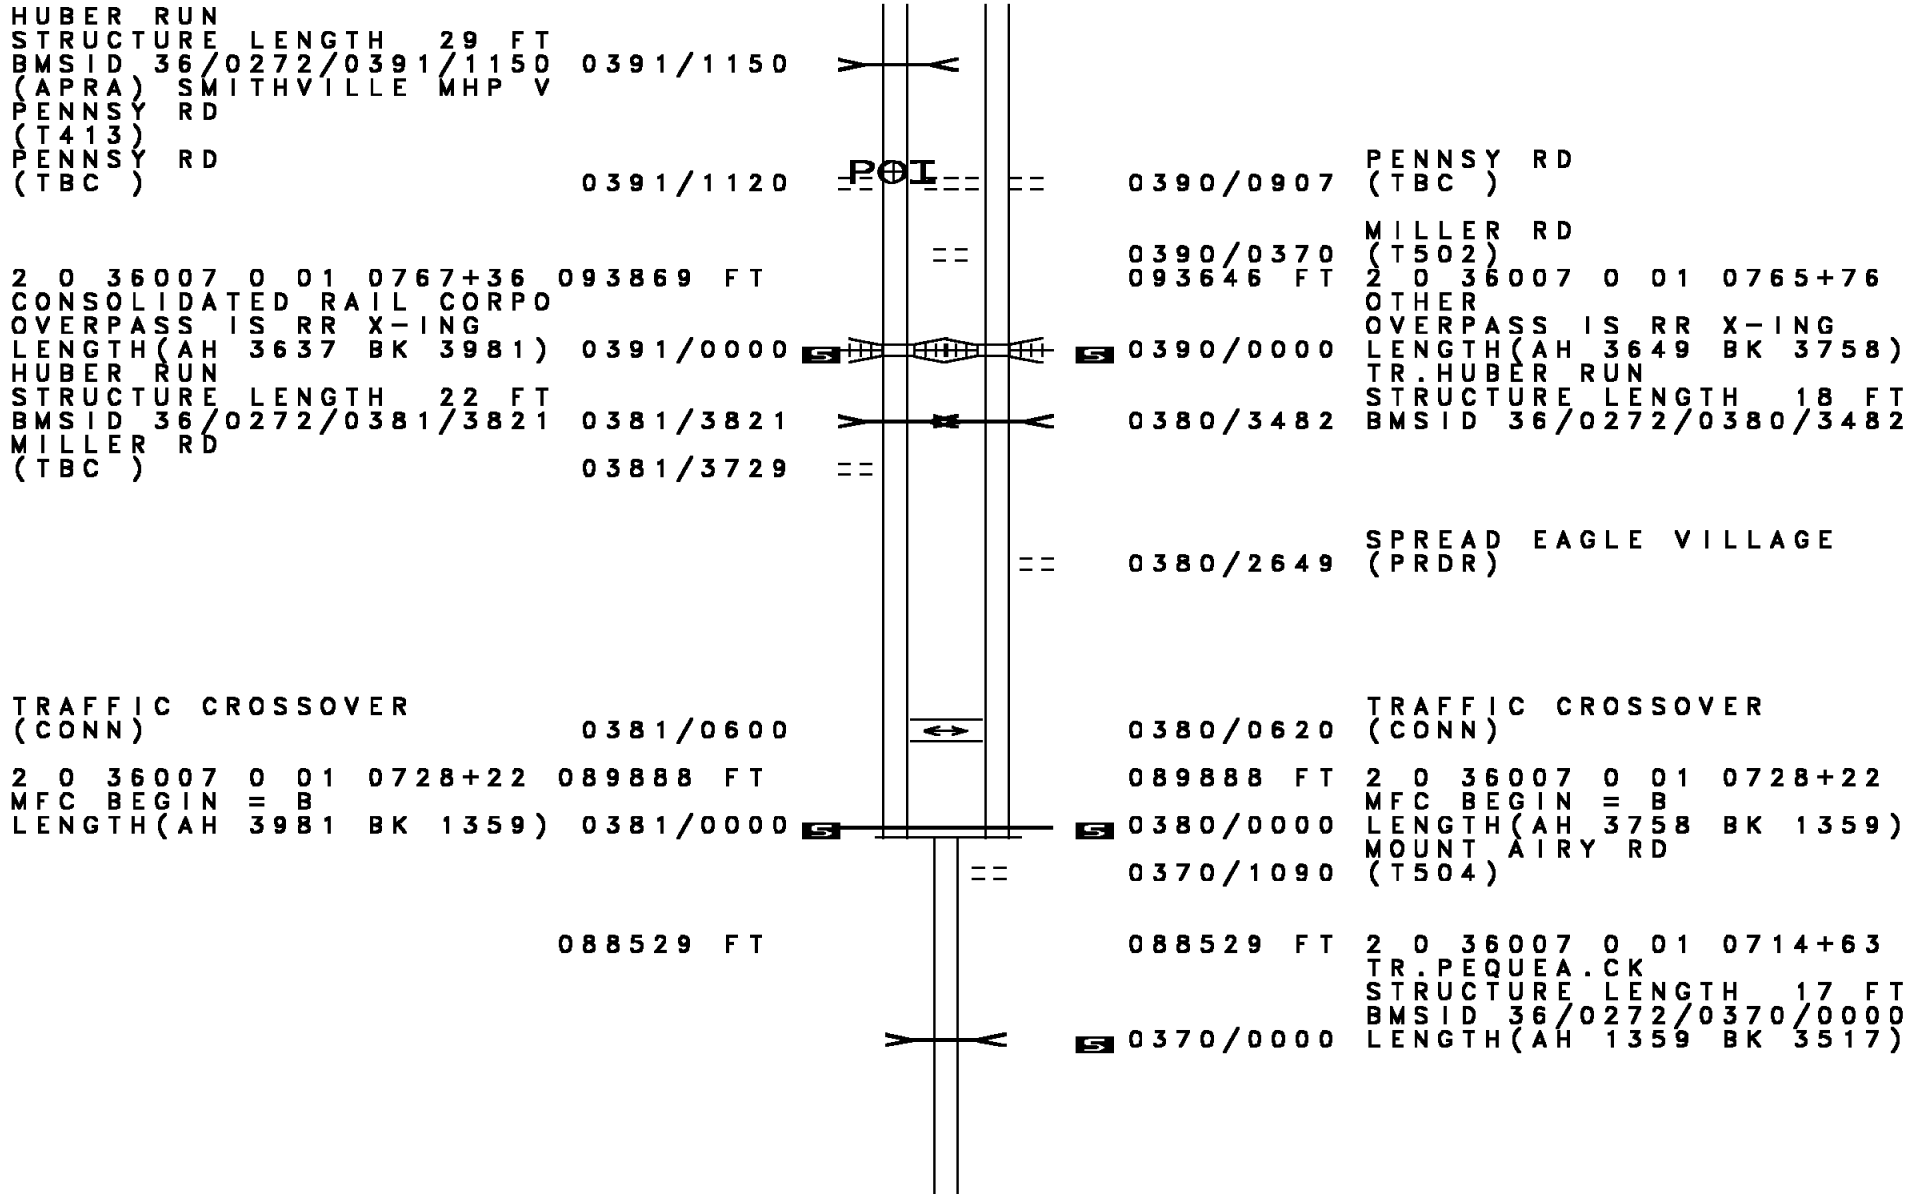 HUBER RUN
STRUCTURE LENGTH 29 FT
BMSID 36/0272/0391/1150 0391/1150
(APRA) SMITHVILLE MHP V
PENNSY RD
(T413)
PENNSY RD
(TBC )
0391/1120
POI
0390/0907
PENNSY RD
(TBC )
MILLER RD
0390/0370 (T502)
2 0 36007 0 01 0767+36 093869 FT
CONSOLIDATED RAIL CORPO
OVERPASS IS RR X-ING
LENGTH(AH 3637 BK 3981) 0391/0000 S
HUBER RUN
STRUCTURE LENGTH 22 FT
BMSID 36/0272/0381/3821 0381/3821
MILLER RD
(TBC ) 0381/3729
093646 FT 2 0 36007 0 01 0765+76
OTHER
OVERPASS IS RR X-ING
S 0390/0000 LENGTH(AH 3649 BK 3758)
TR.HUBER RUN
STRUCTURE LENGTH 18 FT
0380/3482 BMSID 36/0272/0380/3482
SPREAD EAGLE VILLAGE
0380/2649 (PRDR)
TRAFFIC CROSSOVER
(CONN) 0381/0600
TRAFFIC CROSSOVER
0380/0620 (CONN)
2 0 36007 0 01 0728+22 089888 FT
MFC BEGIN = B
LENGTH(AH 3981 BK 1359) 0381/0000 S
089888 FT 2 0 36007 0 01 0728+22
MFC BEGIN = B
S 0380/0000 LENGTH(AH 3758 BK 1359)
MOUNT AIRY RD
0370/1090 (T504)
088529 FT
088529 FT 2 0 36007 0 01 0714+63
TR.PEQUEA.CK
STRUCTURE LENGTH 17 FT
BMSID 36/0272/0370/0000
S 0370/0000 LENGTH(AH 1359 BK 3517)